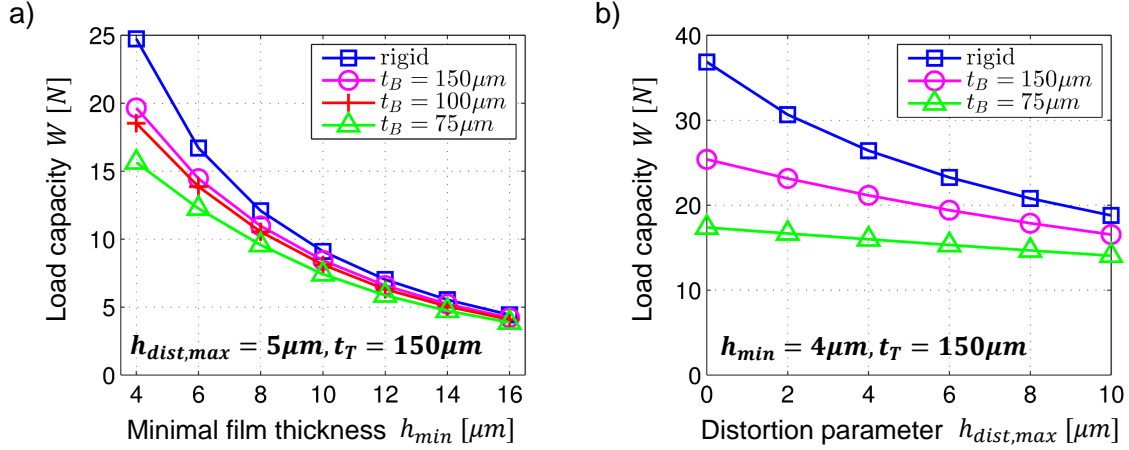 a)
25
20
15
10
5
0
4 6 8 10 12 14 16
Load capacity W [N]
Minimal film thickness h_min [μm]
rigid
t_B = 150μm
t_B = 100μm
t_B = 75μm
h_dist,max = 5μm, t_T = 150μm
b)
40
30
20
10
0
0 2 4 6 8 10
Load capacity W [N]
Distortion parameter h_dist,max [μm]
rigid
t_B = 150μm
t_B = 75μm
h_min = 4μm, t_T = 150μm